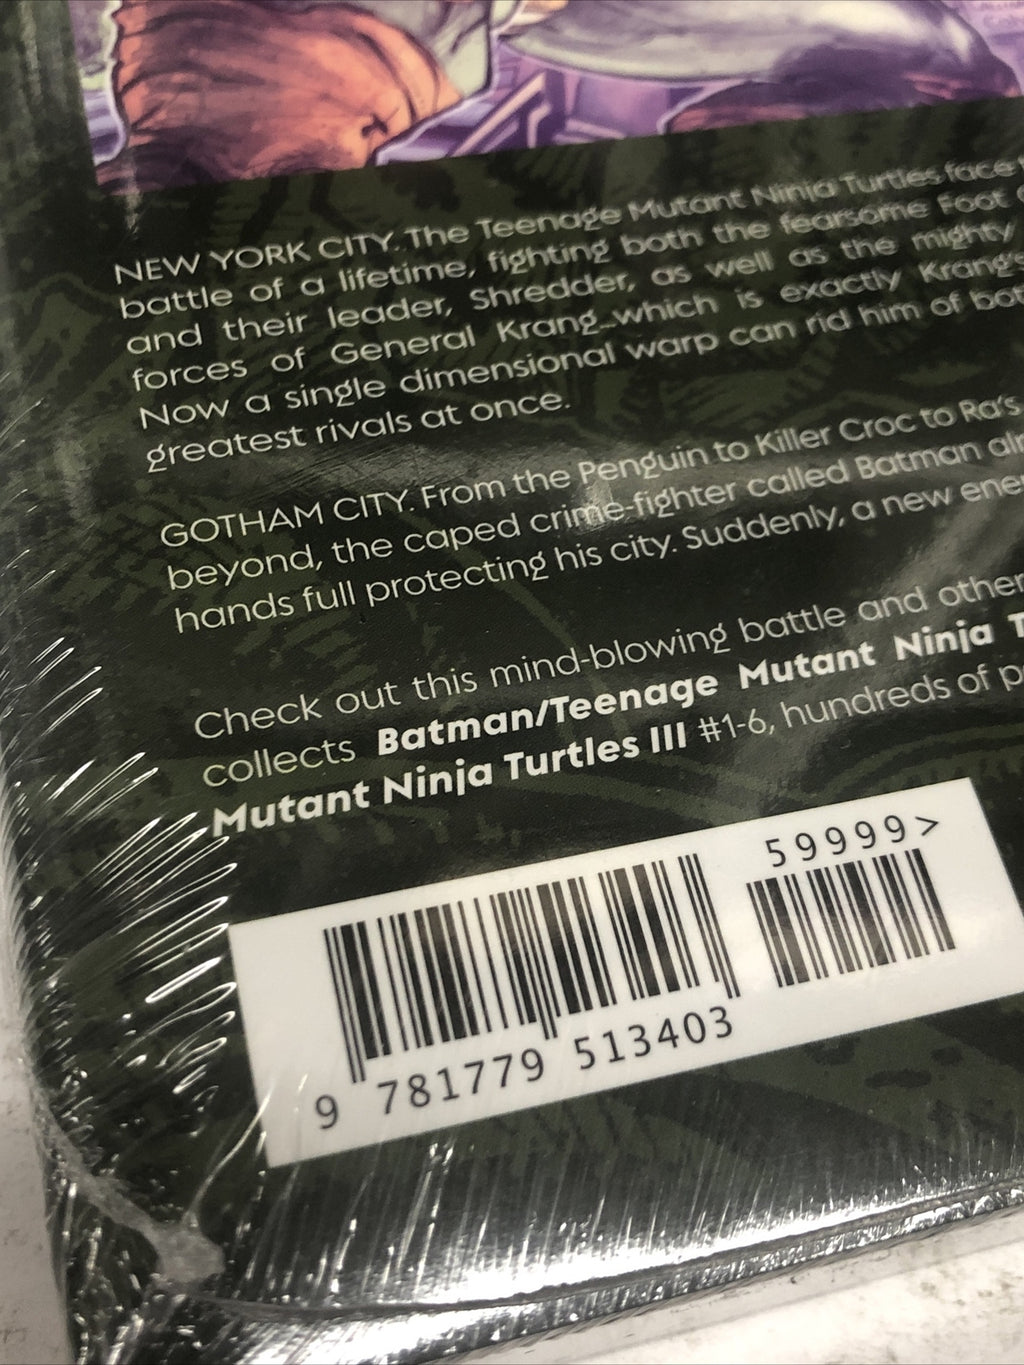 NEW YORK CITY. The Teenage Mutant Ninja Turtles face
battle of a lifetime, fighting both the fearsome Foot
and their leader, Shredder, as well as the mighty
forces of General Krang...which is exactly Krang's
Now a single dimensional warp can rid him of
greatest rivals at once.
GOTHAM CITY. From the Penguin to Killer Croc to Ra's
beyond, the caped crime-fighter called Batman
hands full protecting his city. Suddenly, a new
Check out this mind-blowing battle and other
collects Batman/Teenage Mutant Ninja
Mutant Ninja Turtles III #1-6, hundreds of
59999>
9 781779 513403